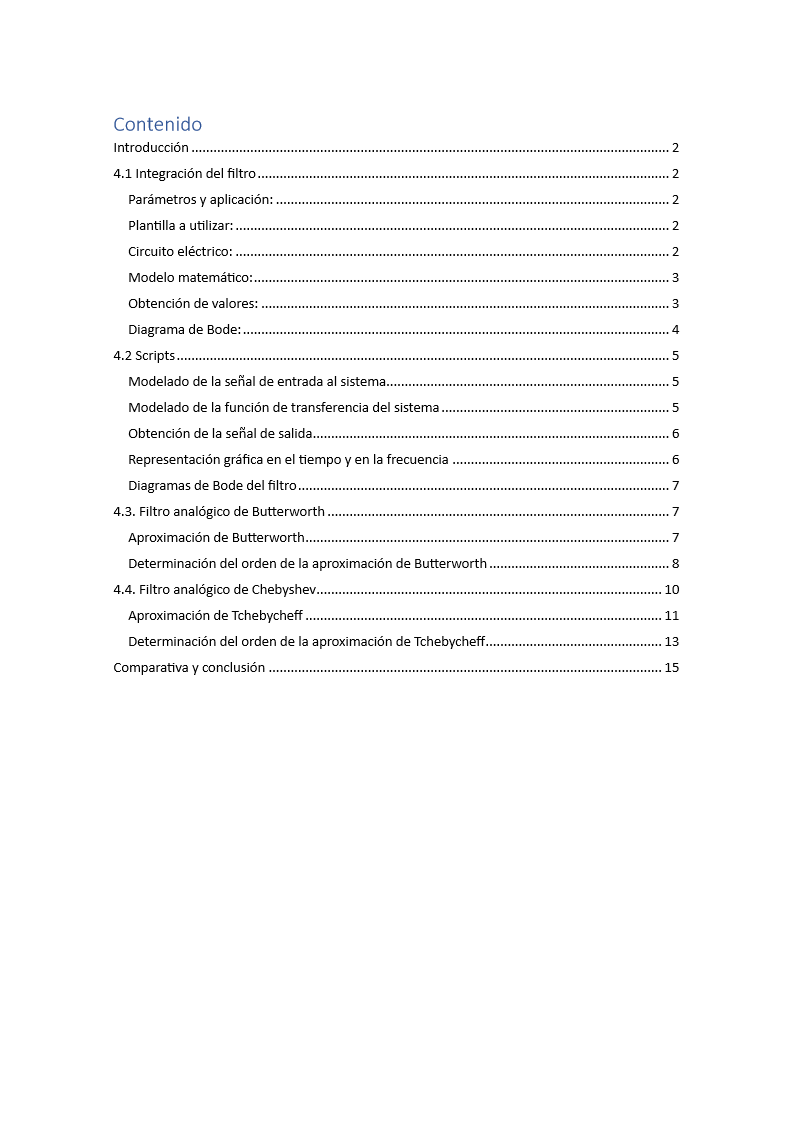 Contenido
Introducción ........................................................................................................................... 2
4.1 Integración del filtro ........................................................................................................... 2
Parámetros y aplicación: ........................................................................................................ 2
Plantilla a utilizar: ................................................................................................................. 2
Circuito eléctrico: .................................................................................................................. 2
Modelo matemático: ............................................................................................................. 3
Obtención de valores: ............................................................................................................ 3
Diagrama de Bode: ................................................................................................................ 4
4.2 Scripts ................................................................................................................................ 5
Modelado de la señal de entrada al sistema........................................................................... 5
Modelado de la función de transferencia del sistema ............................................................. 5
Obtención de la señal de salida.............................................................................................. 6
Representación gráfica en el tiempo y en la frecuencia .......................................................... 6
Diagramas de Bode del filtro .................................................................................................. 7
4.3. Filtro analógico de Butterworth ......................................................................................... 7
Aproximación de Butterworth................................................................................................ 7
Determinación del orden de la aproximación de Butterworth ................................................ 8
4.4. Filtro analógico de Chebyshev........................................................................................... 10
Aproximación de Tchebycheff ............................................................................................... 11
Determinación del orden de la aproximación de Tchebycheff................................................ 13
Comparativa y conclusión ....................................................................................................... 15